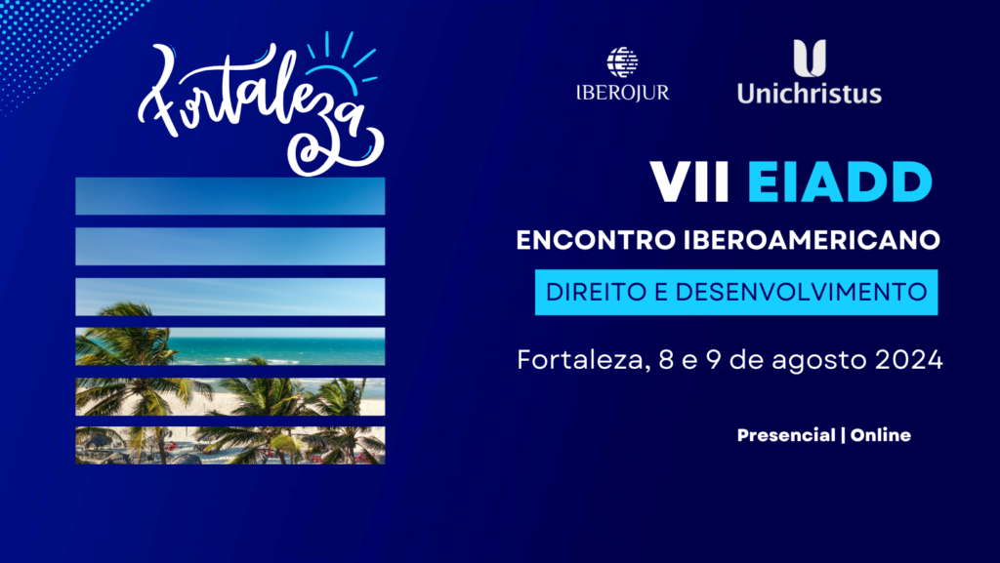 Fortaleza
IBEROJUR
Unichristus
VII EIADD
ENCONTRO IBEROAMERICANO
DIREITO E DESENVOLVIMENTO
Fortaleza, 8 e 9 de agosto 2024
Presencial | Online